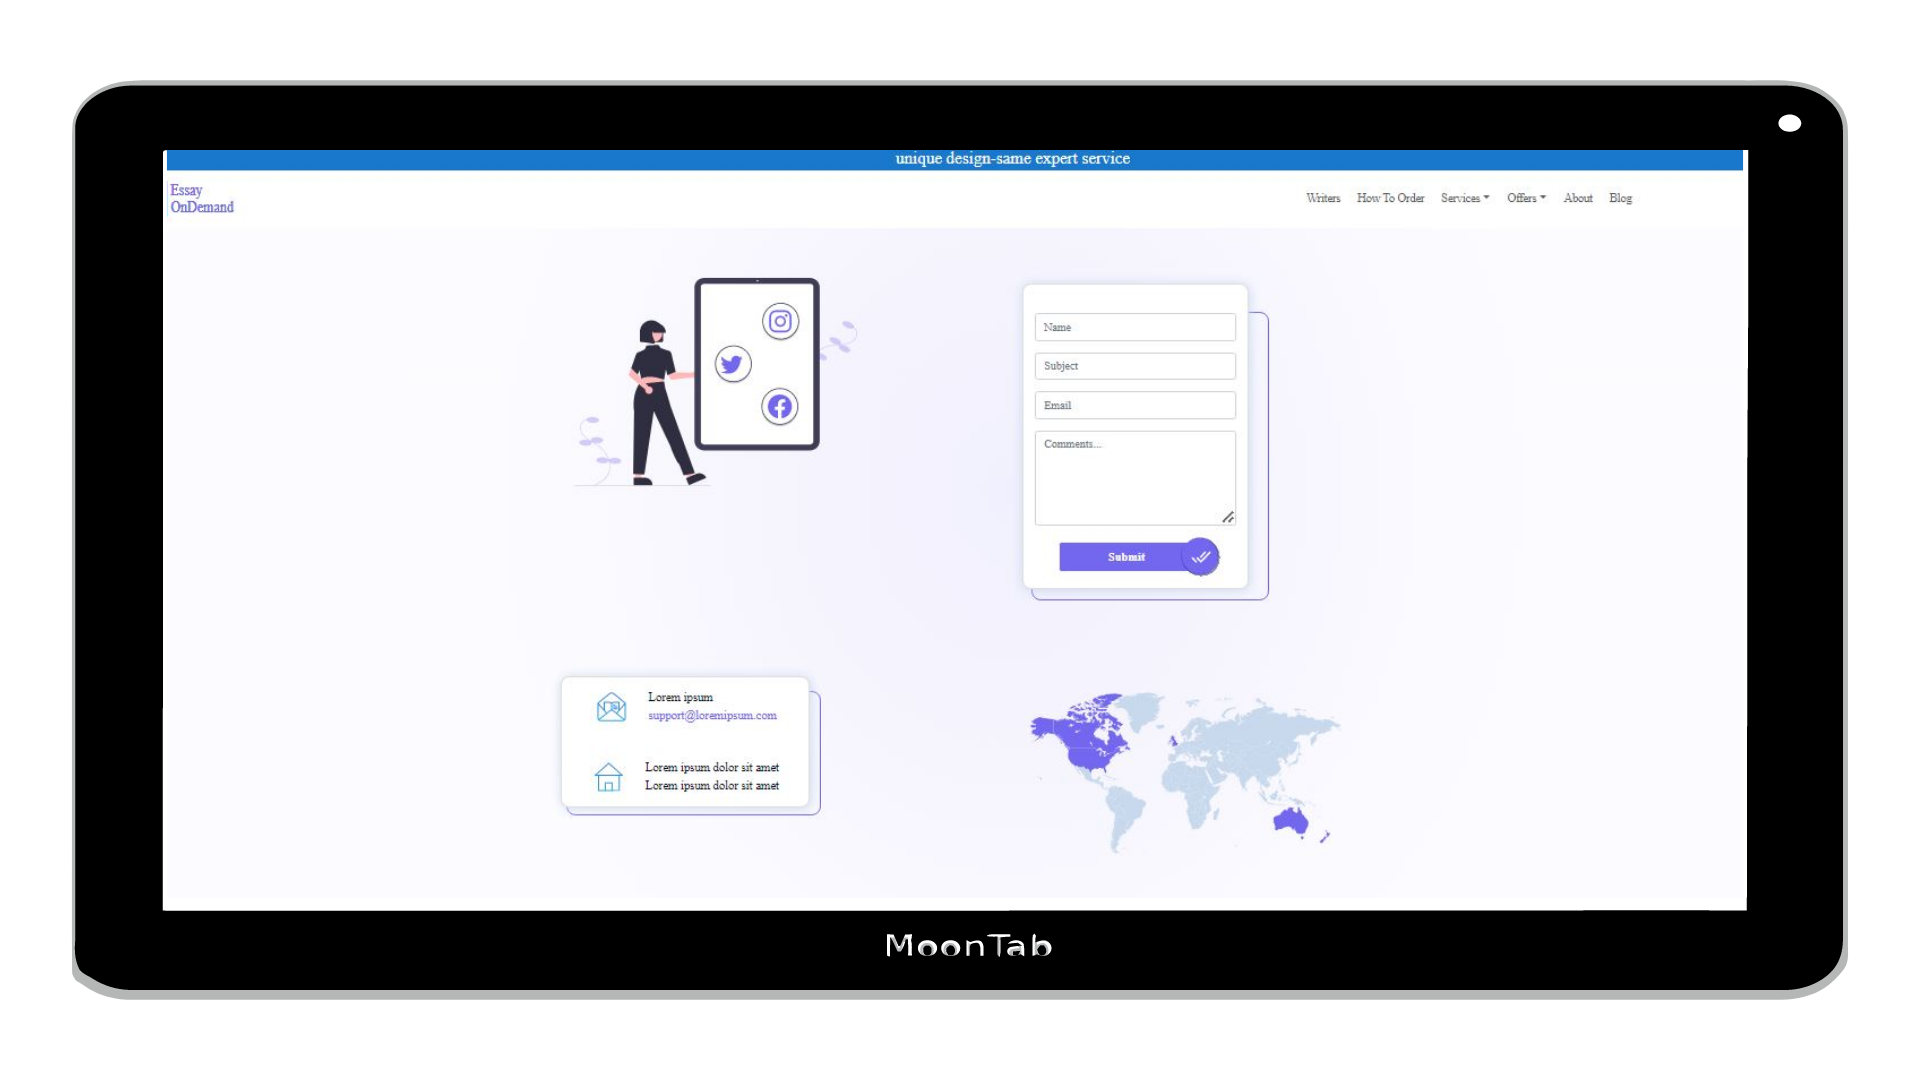 unique design-same expert service
Essay
OnDemand
Writers How To Order Services Offers About Blog
Name
Subject
Email
Comments...
Submit
Lorem ipsum
support@loremipsum.com
Lorem ipsum dolor sit amet
Lorem ipsum dolor sit amet
MoonTab